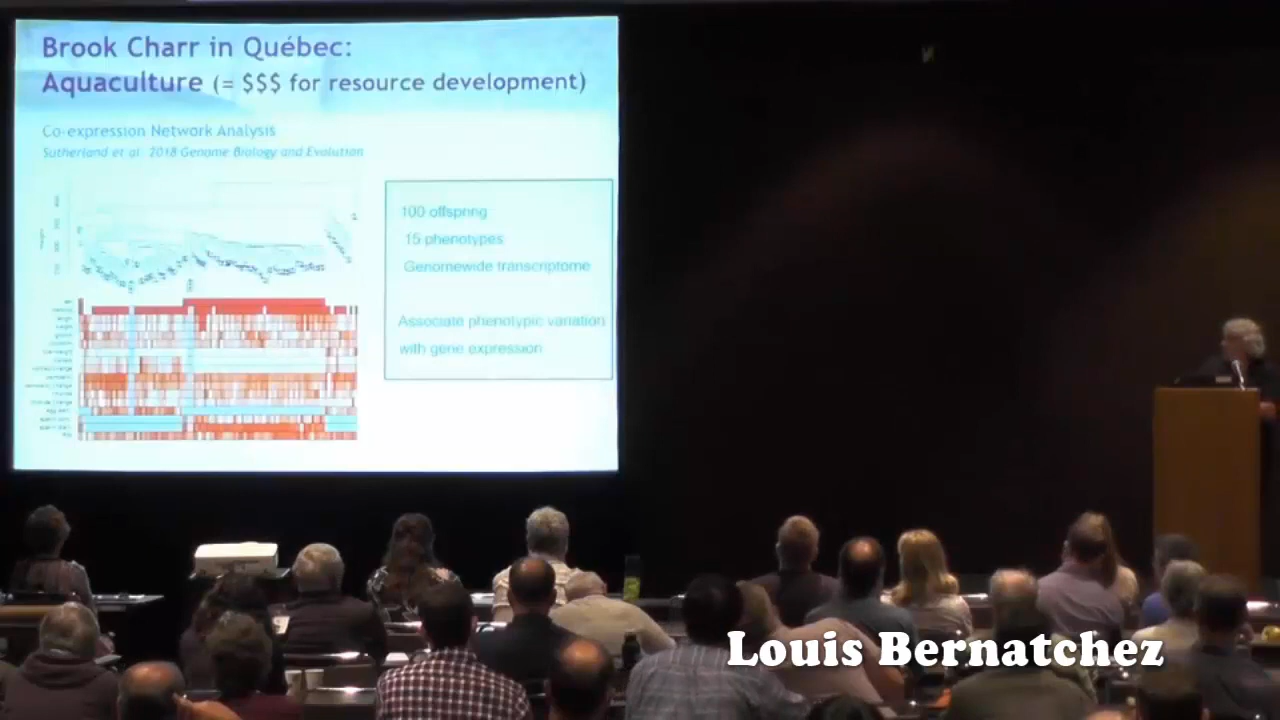 Brook Charr in Québec:
Aquaculture (= $$$ for resource development)
Co-expression Network Analysis
Sutherland et al. 2018 Genome Biology and Evolution
100 offspring
15 phenotypes
Genomewide transcriptome
Associate phenotypic variation
with gene expression
Louis Bernatchez